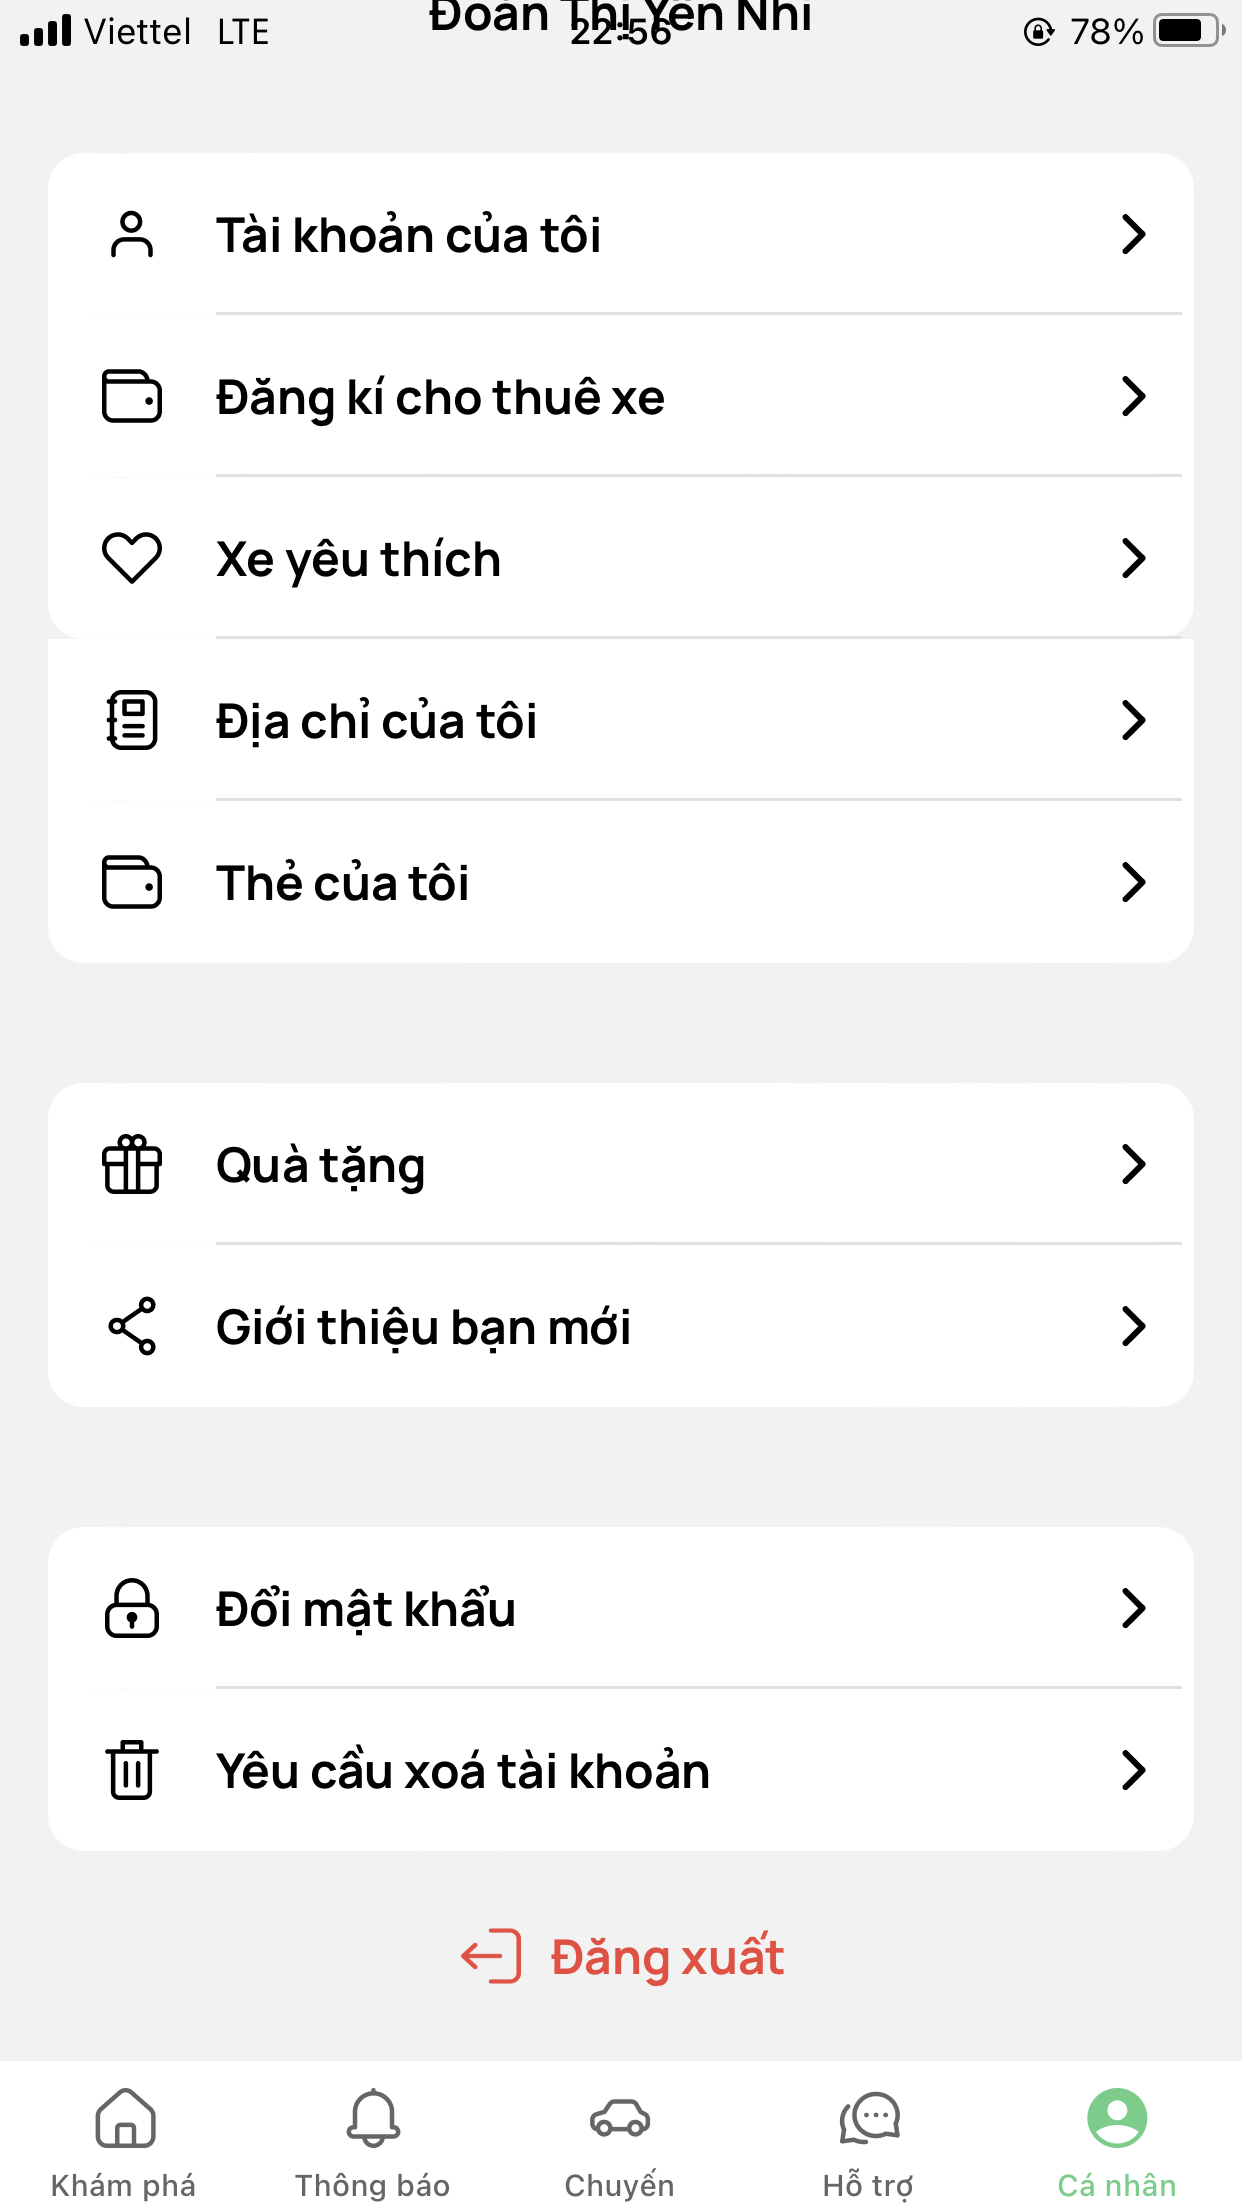 Viettel LTE 22:56 78%
Đoàn Thị Yến Nhi
Tài khoản của tôi
Đăng kí cho thuê xe
Xe yêu thích
Địa chỉ của tôi
Thẻ của tôi
Quà tặng
Giới thiệu bạn mới
Đổi mật khẩu
Yêu cầu xoá tài khoản
Đăng xuất
Khám phá Thông báo Chuyến Hỗ trợ Cá nhân